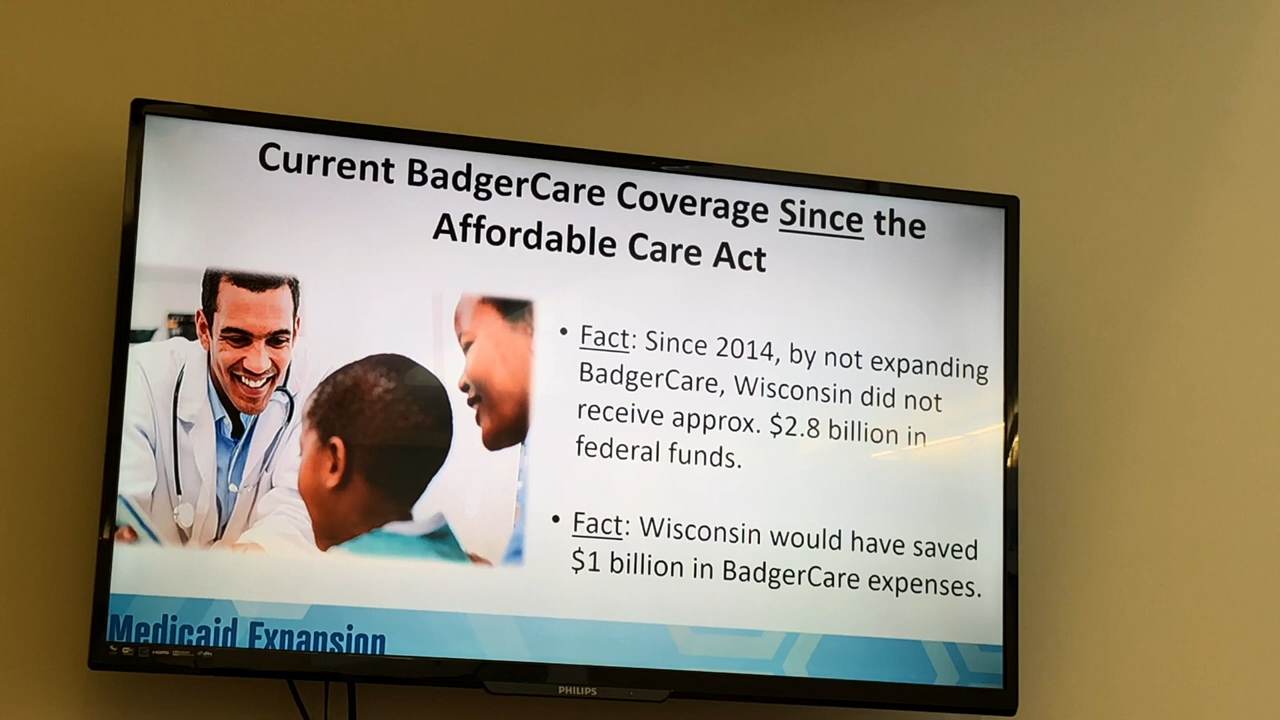 Current BadgerCare Coverage Since the
Affordable Care Act
• Fact: Since 2014, by not expanding
BadgerCare, Wisconsin did not
receive approx. $2.8 billion in
federal funds.
• Fact: Wisconsin would have saved
$1 billion in BadgerCare expenses.
Medicaid Expansion
PHILIPS